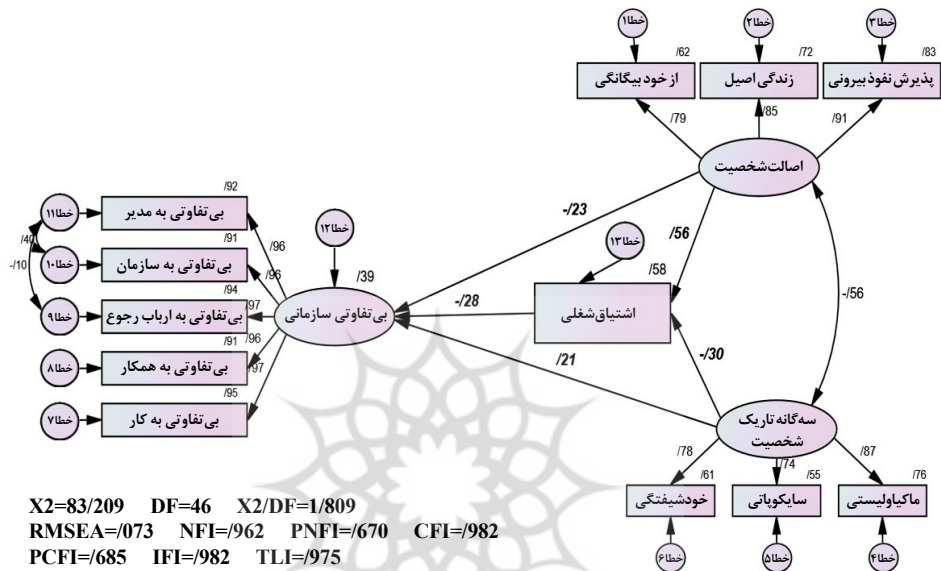 خطا۱ خطا۲ خطا۳
/62 /72 /83
از خود بیگانگی زندگی اصیل پذیرش نفوذ بیرونی
/79 /85 /91
اصالت شخصیت
/92
خطا۱۱ بی‌تفاوتی به مدیر
/96
خطا۱۲
-/23
/56
خطا۱۳
/40
/91
خطا۱۰ بی‌تفاوتی به سازمان
/96
/39
/58
-/10
/94
خطا۹ بی‌تفاوتی به ارباب رجوع
/97
بی‌تفاوتی سازمانی
-/28
اشتیاق شغلی
-/56
/91
خطا۸ بی‌تفاوتی به همکار
/96
/97
/21
-/30
/95
خطا۷ بی‌تفاوتی به کار
سه‌گانه تاریک
شخصیت
/78 /74 /87
/61 /55 /76
خودشیفتگی سایکوپاتی ماکیاولیستی
خطا۶ خطا۵ خطا۴
X2=83/209 DF=46 X2/DF=1/809
RMSEA=/073 NFI=/962 PNFI=/670 CFI=/982
PCFI=/685 IFI=/982 TLI=/975